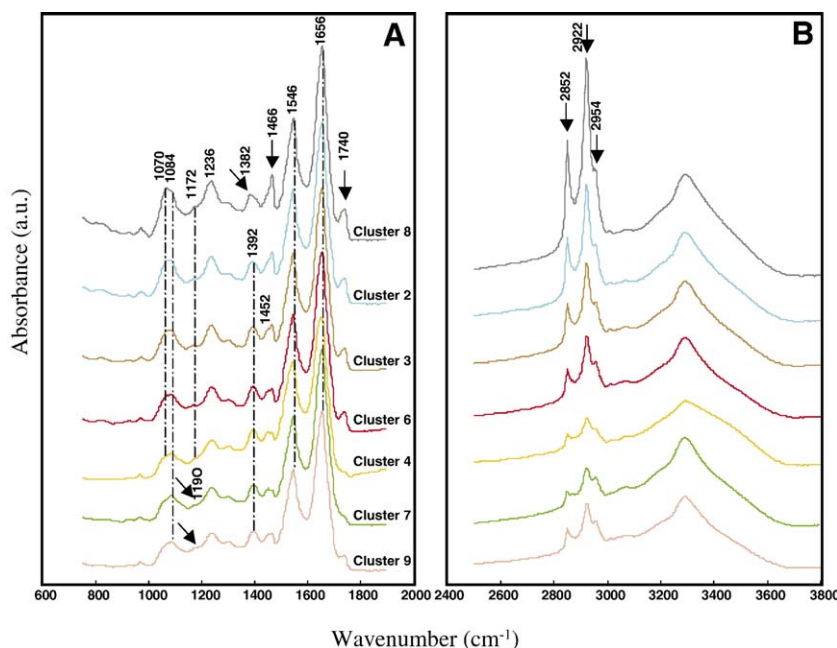 A
B
1656
1546
1466
1382
1740
1236
1070
1084
1172
1392
1452
119O
2922
2852
2954
Cluster 8
Cluster 2
Cluster 3
Cluster 6
Cluster 4
Cluster 7
Cluster 9
Absorbance (a.u.)
600 800 1000 1200 1400 1600 1800 2000
2400 2600 2800 3000 3200 3400 3600 3800
Wavenumber (cm⁻¹)